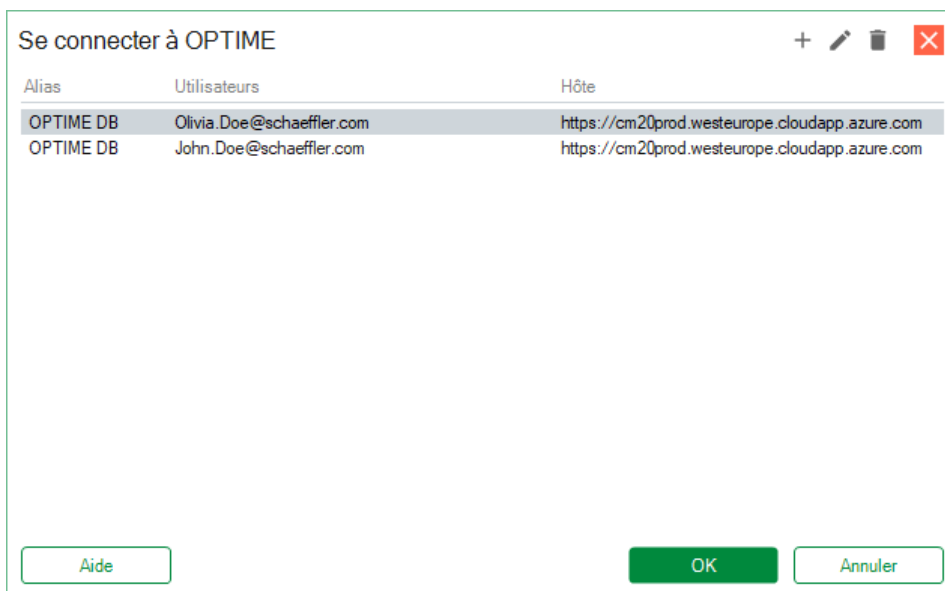 Se connecter à OPTIME
Alias Utilisateurs Hôte
OPTIME DB Olivia.Doe@schaeffler.com https://cm20prod.westeurope.cloudapp.azure.com
OPTIME DB John.Doe@schaeffler.com https://cm20prod.westeurope.cloudapp.azure.com
Aide OK Annuler